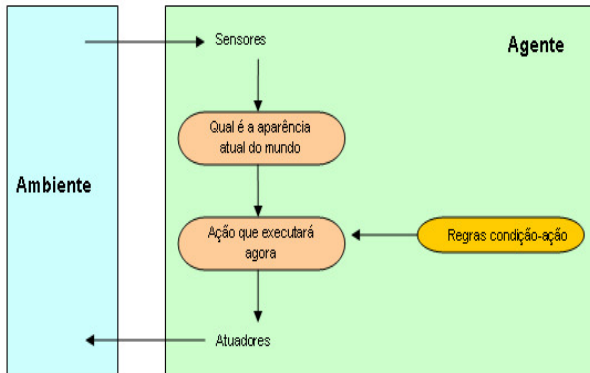 Sensores
Agente
Qual é a aparência
atual do mundo
Ambiente
Ação que executará
agora
Regras condição-ação
Atuadores